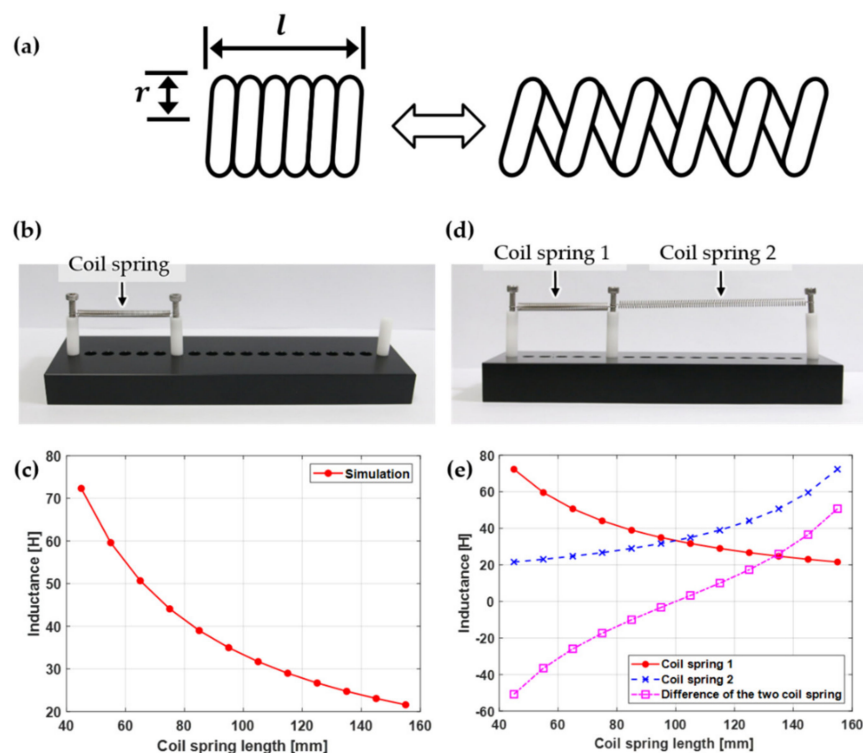 (a)
l
r
(b)
Coil spring
(d)
Coil spring 1
Coil spring 2
(c)
80
70
60
50
40
30
20
Inductance [H]
Simulation
40
60
80
100
120
140
160
Coil spring length [mm]
(e)
80
60
40
20
0
-20
-40
-60
Inductance [H]
Coil spring 1
Coil spring 2
Difference of the two coil spring
40
60
80
100
120
140
160
Coil spring length [mm]